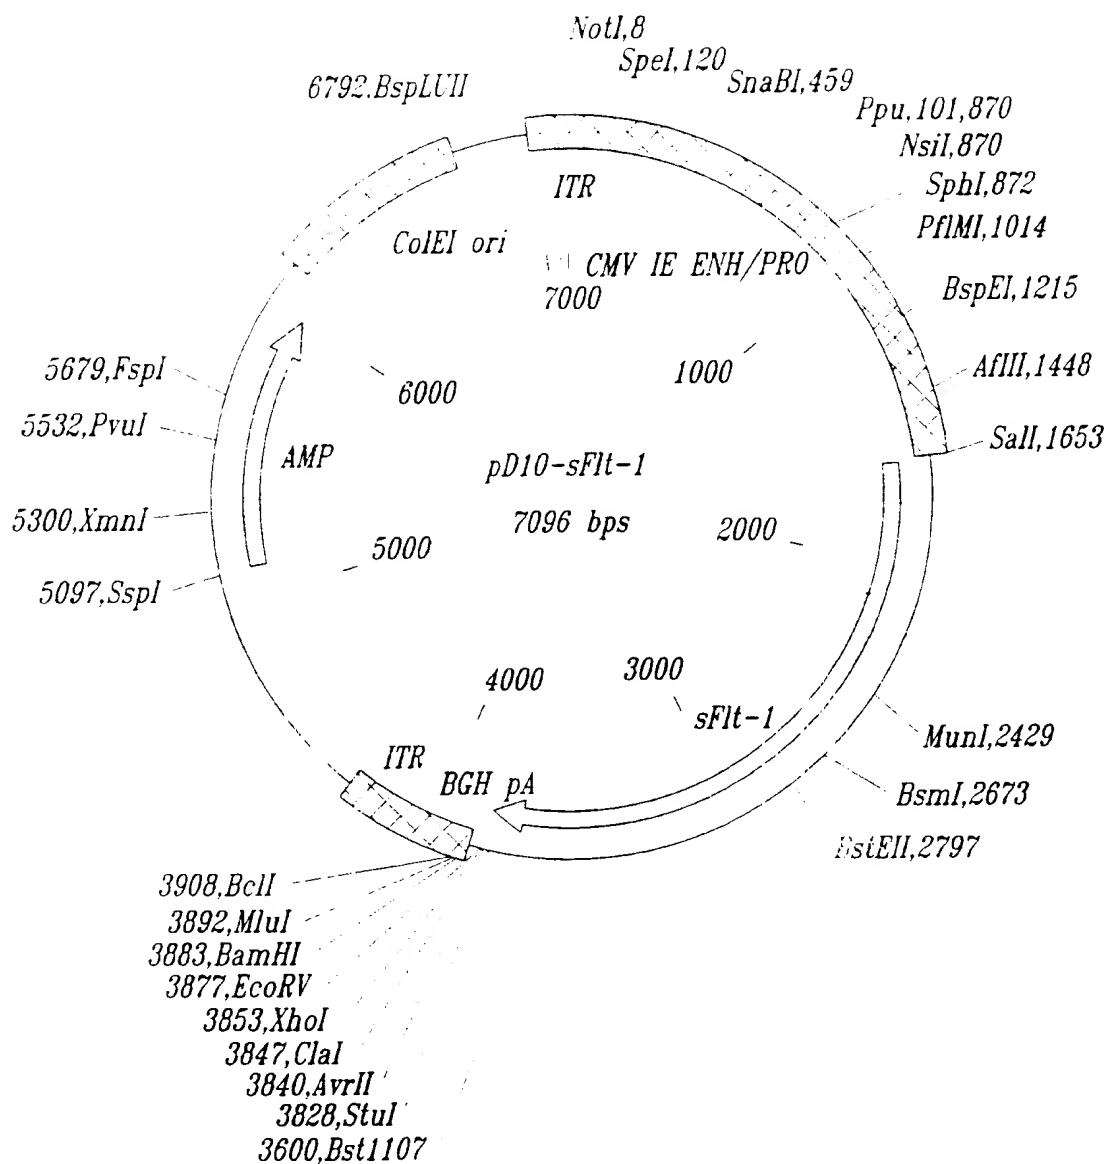 NotI,8
SpeI,120
SnaBI,459
Ppu,101,870
NsiI,870
SphI,872
PflMI,1014
BspEI,1215
AflII,1448
SalI,1653
MunI,2429
BsmI,2673
BstEII,2797
6792,BspLUII
ITR
ColEI ori
CMV IE ENH/PRO
7000
1000
6000
5679,FspI
5532,PvuI
AMP
pD10-sFlt-1
7096 bps
2000
5300,XmnI
5000
5097,SspI
4000
3000
sFlt-1
ITR
BGH pA
3908,BclI
3892,MluI
3883,BamHI
3877,EcoRV
3853,XhoI
3847,ClaI
3840,AvrII
3828,StuI
3600,Bst1107